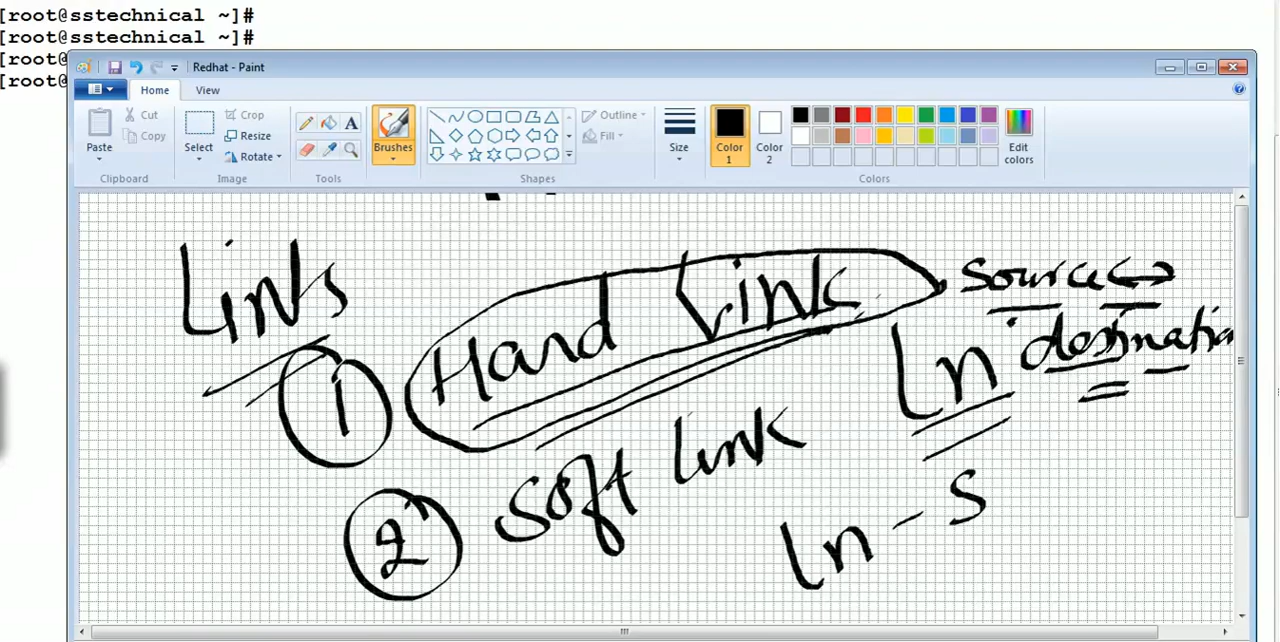 [root@sstechnical ~]#
[root@sstechnical ~]#
[root@
[root@
Redhat - Paint
Home View
Paste
Cut
Copy
Clipboard
Select
Crop
Resize
Rotate
Image
A
Tools
Brushes
Outline
Fill
Shapes
Size
Color 1
Color 2
Edit colors
Colors
Links
1 Hard Link
source
ln destination
2 Soft link
ln - s